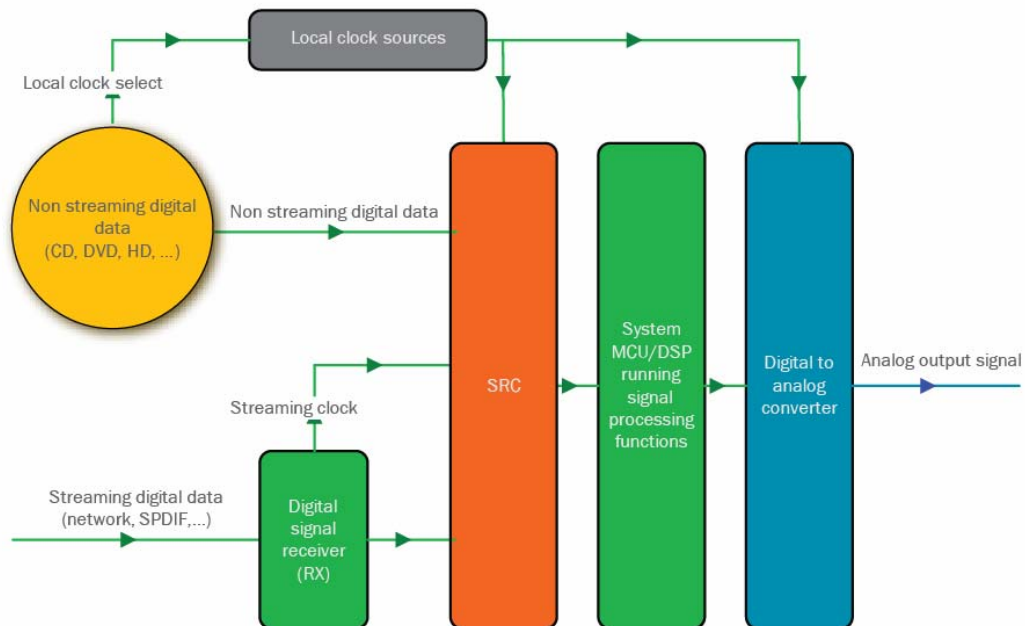 Local clock sources
Local clock select
Non streaming digital
data
(CD, DVD, HD, ...)
Non streaming digital data
Streaming clock
Streaming digital data
(network, SPDIF,...)
Digital
signal
receiver
(RX)
SRC
System
MCU/DSP
running
signal
processing
functions
Digital to
analog
converter
Analog output signal